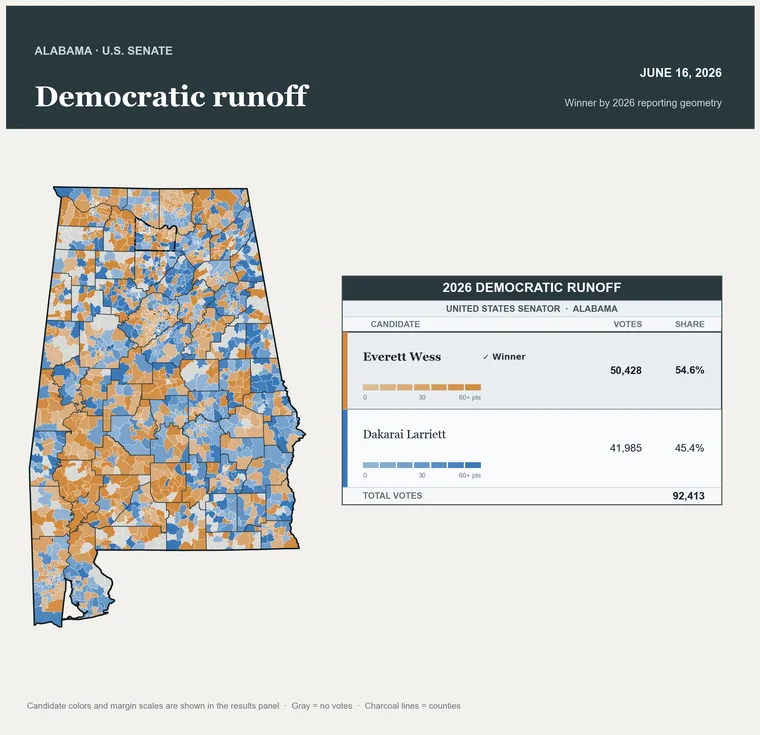 ALABAMA · U.S. SENATE
JUNE 16, 2026
Democratic runoff
Winner by 2026 reporting geometry
2026 DEMOCRATIC RUNOFF
UNITED STATES SENATOR · ALABAMA
CANDIDATE VOTES SHARE
Everett Wess ✓ Winner 50,428 54.6%
0 30 60+ pts
Dakarai Larriett 41,985 45.4%
0 30 60+ pts
TOTAL VOTES 92,413
Candidate colors and margin scales are shown in the results panel · Gray = no votes · Charcoal lines = counties